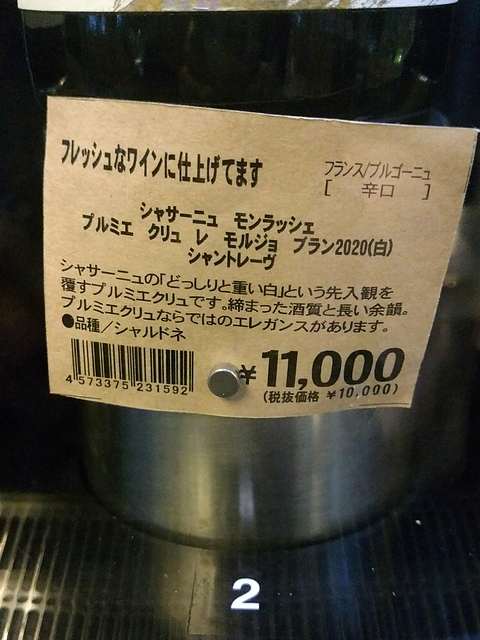 フレッシュなワインに仕上げてます
フランス/ブルゴーニュ
[ 辛口 ]
シャサーニュ モンラッシェ
プルミエ クリュ レ モルジョ ブラン2020(白)
シャントレーヴ
シャサーニュの「どっしりと重い白」という先入観を
覆すプルミエクリュです。締まった酒質と長い余韻。
プルミエクリュならではのエレガンスがあります。
●品種／シャルドネ
4 573375 231592
¥11,000
(税抜価格 ¥10,000)
2